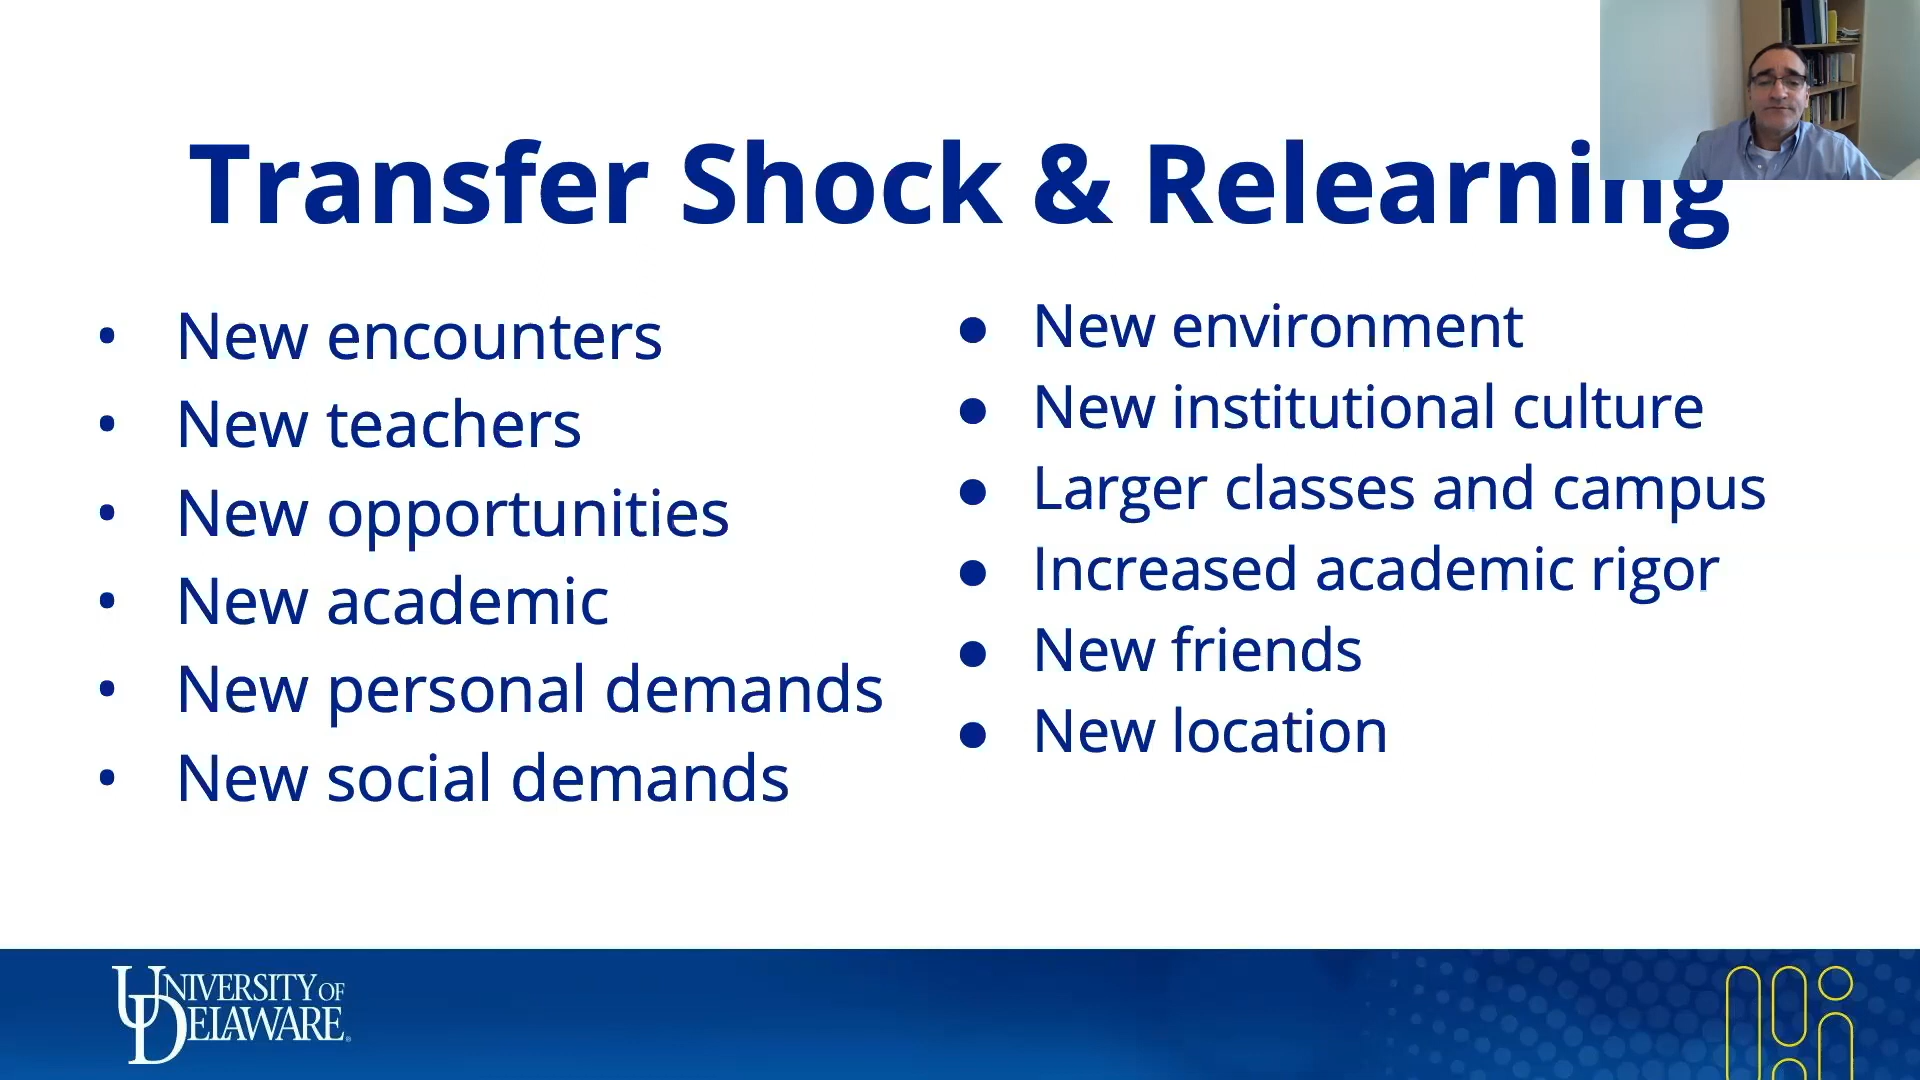 Transfer Shock & Relearning
• New encounters
• New teachers
• New opportunities
• New academic
• New personal demands
• New social demands
● New environment
● New institutional culture
● Larger classes and campus
● Increased academic rigor
● New friends
● New location
UNIVERSITY OF
DELAWARE